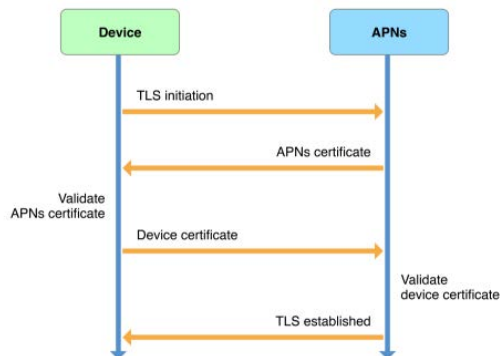 Device
APNs
TLS initiation
APNs certificate
Validate
APNs certificate
Device certificate
Validate
device certificate
TLS established